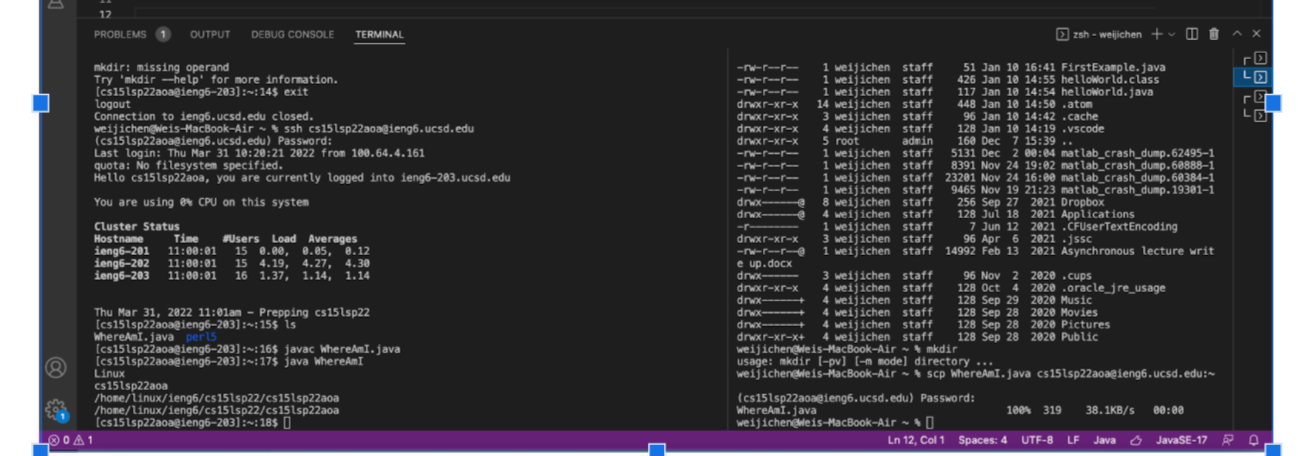 12
PROBLEMS 1 OUTPUT DEBUG CONSOLE TERMINAL
zsh - weijichen
mkdir: missing operand
Try 'mkdir --help' for more information.
[cs15lsp22aoa@ieng6-203]:~:14$ exit
logout
Connection to ieng6.ucsd.edu closed.
weijichen@Weis-MacBook-Air ~ % ssh cs15lsp22aoa@ieng6.ucsd.edu
(cs15lsp22aoa@ieng6.ucsd.edu) Password:
Last login: Thu Mar 31 10:20:21 2022 from 100.64.4.161
quota: No filesystem specified.
Hello cs15lsp22aoa, you are currently logged into ieng6-203.ucsd.edu
You are using 0% CPU on this system
Cluster Status
Hostname Time #Users Load Averages
ieng6-201 11:00:01 15 0.00, 0.05, 0.12
ieng6-202 11:00:01 15 4.19, 4.27, 4.30
ieng6-203 11:00:01 16 1.37, 1.14, 1.14
Thu Mar 31, 2022 11:01am - Prepping cs15lsp22
[cs15lsp22aoa@ieng6-203]:~:15$ ls
WhereAmI.java perl5
[cs15lsp22aoa@ieng6-203]:~:16$ javac WhereAmI.java
[cs15lsp22aoa@ieng6-203]:~:17$ java WhereAmI
Linux
cs15lsp22aoa
/home/linux/ieng6/cs15lsp22/cs15lsp22aoa
/home/linux/ieng6/cs15lsp22/cs15lsp22aoa
[cs15lsp22aoa@ieng6-203]:~:18$
-rw-r--r-- 1 weijichen staff 51 Jan 10 16:41 FirstExample.java
-rw-r--r-- 1 weijichen staff 426 Jan 10 14:55 helloWorld.class
-rw-r--r-- 1 weijichen staff 117 Jan 10 14:54 helloWorld.java
drwxr-xr-x 14 weijichen staff 448 Jan 10 14:50 .atom
drwxr-xr-x 3 weijichen staff 96 Jan 10 14:42 .cache
drwxr-xr-x 4 weijichen staff 128 Jan 10 14:19 .vscode
drwxr-xr-x 5 root admin 160 Dec 7 15:39 ..
-rw-r--r-- 1 weijichen staff 5131 Dec 2 00:04 matlab_crash_dump.62495-1
-rw-r--r-- 1 weijichen staff 8391 Nov 24 19:02 matlab_crash_dump.60888-1
-rw-r--r-- 1 weijichen staff 23201 Nov 24 16:00 matlab_crash_dump.60384-1
-rw-r--r-- 1 weijichen staff 9465 Nov 19 21:23 matlab_crash_dump.19301-1
drwx------@ 8 weijichen staff 256 Sep 27 2021 Dropbox
drwx------@ 4 weijichen staff 128 Jul 18 2021 Applications
-r-------- 1 weijichen staff 7 Jun 12 2021 .CFUserTextEncoding
drwxr-xr-x 3 weijichen staff 96 Apr 6 2021 .jssc
-rw-r--r--@ 1 weijichen staff 14992 Feb 13 2021 Asynchronous lecture writ
e up.docx
drwx------ 3 weijichen staff 96 Nov 2 2020 .cups
drwxr-xr-x 4 weijichen staff 128 Oct 4 2020 .oracle_jre_usage
drwx------+ 4 weijichen staff 128 Sep 29 2020 Music
drwx------+ 4 weijichen staff 128 Sep 28 2020 Movies
drwx------+ 4 weijichen staff 128 Sep 28 2020 Pictures
drwxr-xr-x+ 4 weijichen staff 128 Sep 28 2020 Public
weijichen@Weis-MacBook-Air ~ % mkdir
usage: mkdir [-pv] [-m mode] directory ...
weijichen@Weis-MacBook-Air ~ % scp WhereAmI.java cs15lsp22aoa@ieng6.ucsd.edu:~
(cs15lsp22aoa@ieng6.ucsd.edu) Password:
WhereAmI.java 100% 319 38.1KB/s 00:00
weijichen@Weis-MacBook-Air ~ %
1
0 1
Ln 12, Col 1 Spaces: 4 UTF-8 LF Java JavaSE-17